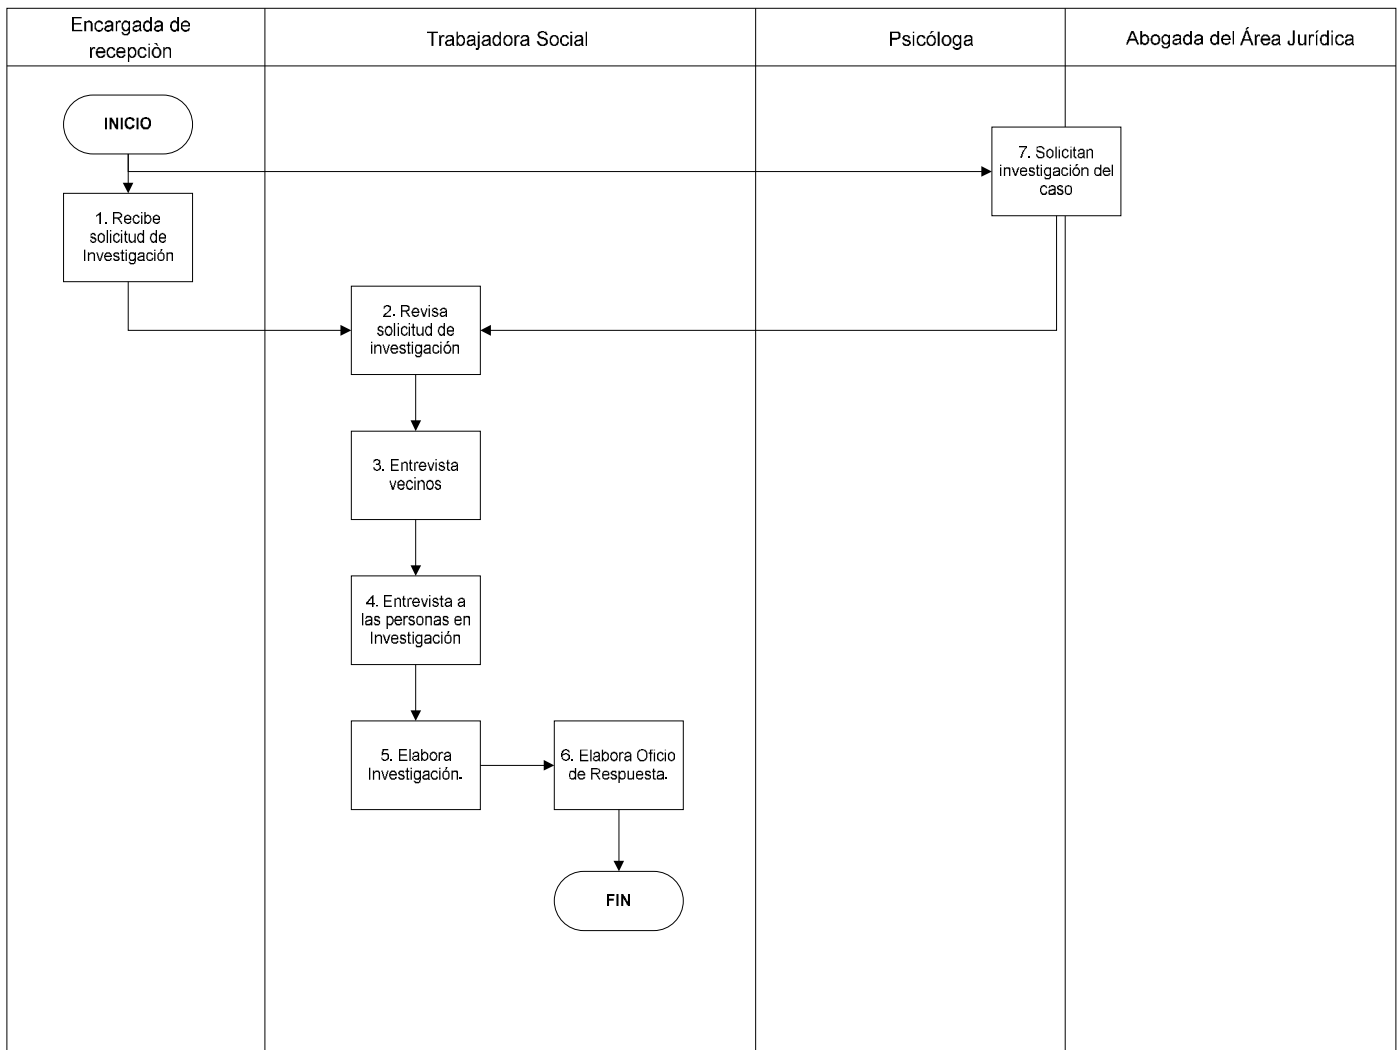 Encargada de
recepciòn
Trabajadora Social
Psicóloga
Abogada del Área Jurídica
INICIO
7. Solicitan
investigación del
caso
1. Recibe
solicitud de
Investigación
2. Revisa
solicitud de
investigación
3. Entrevista
vecinos
4. Entrevista a
las personas en
Investigación
5. Elabora
Investigación.
6. Elabora Oficio
de Respuesta.
FIN